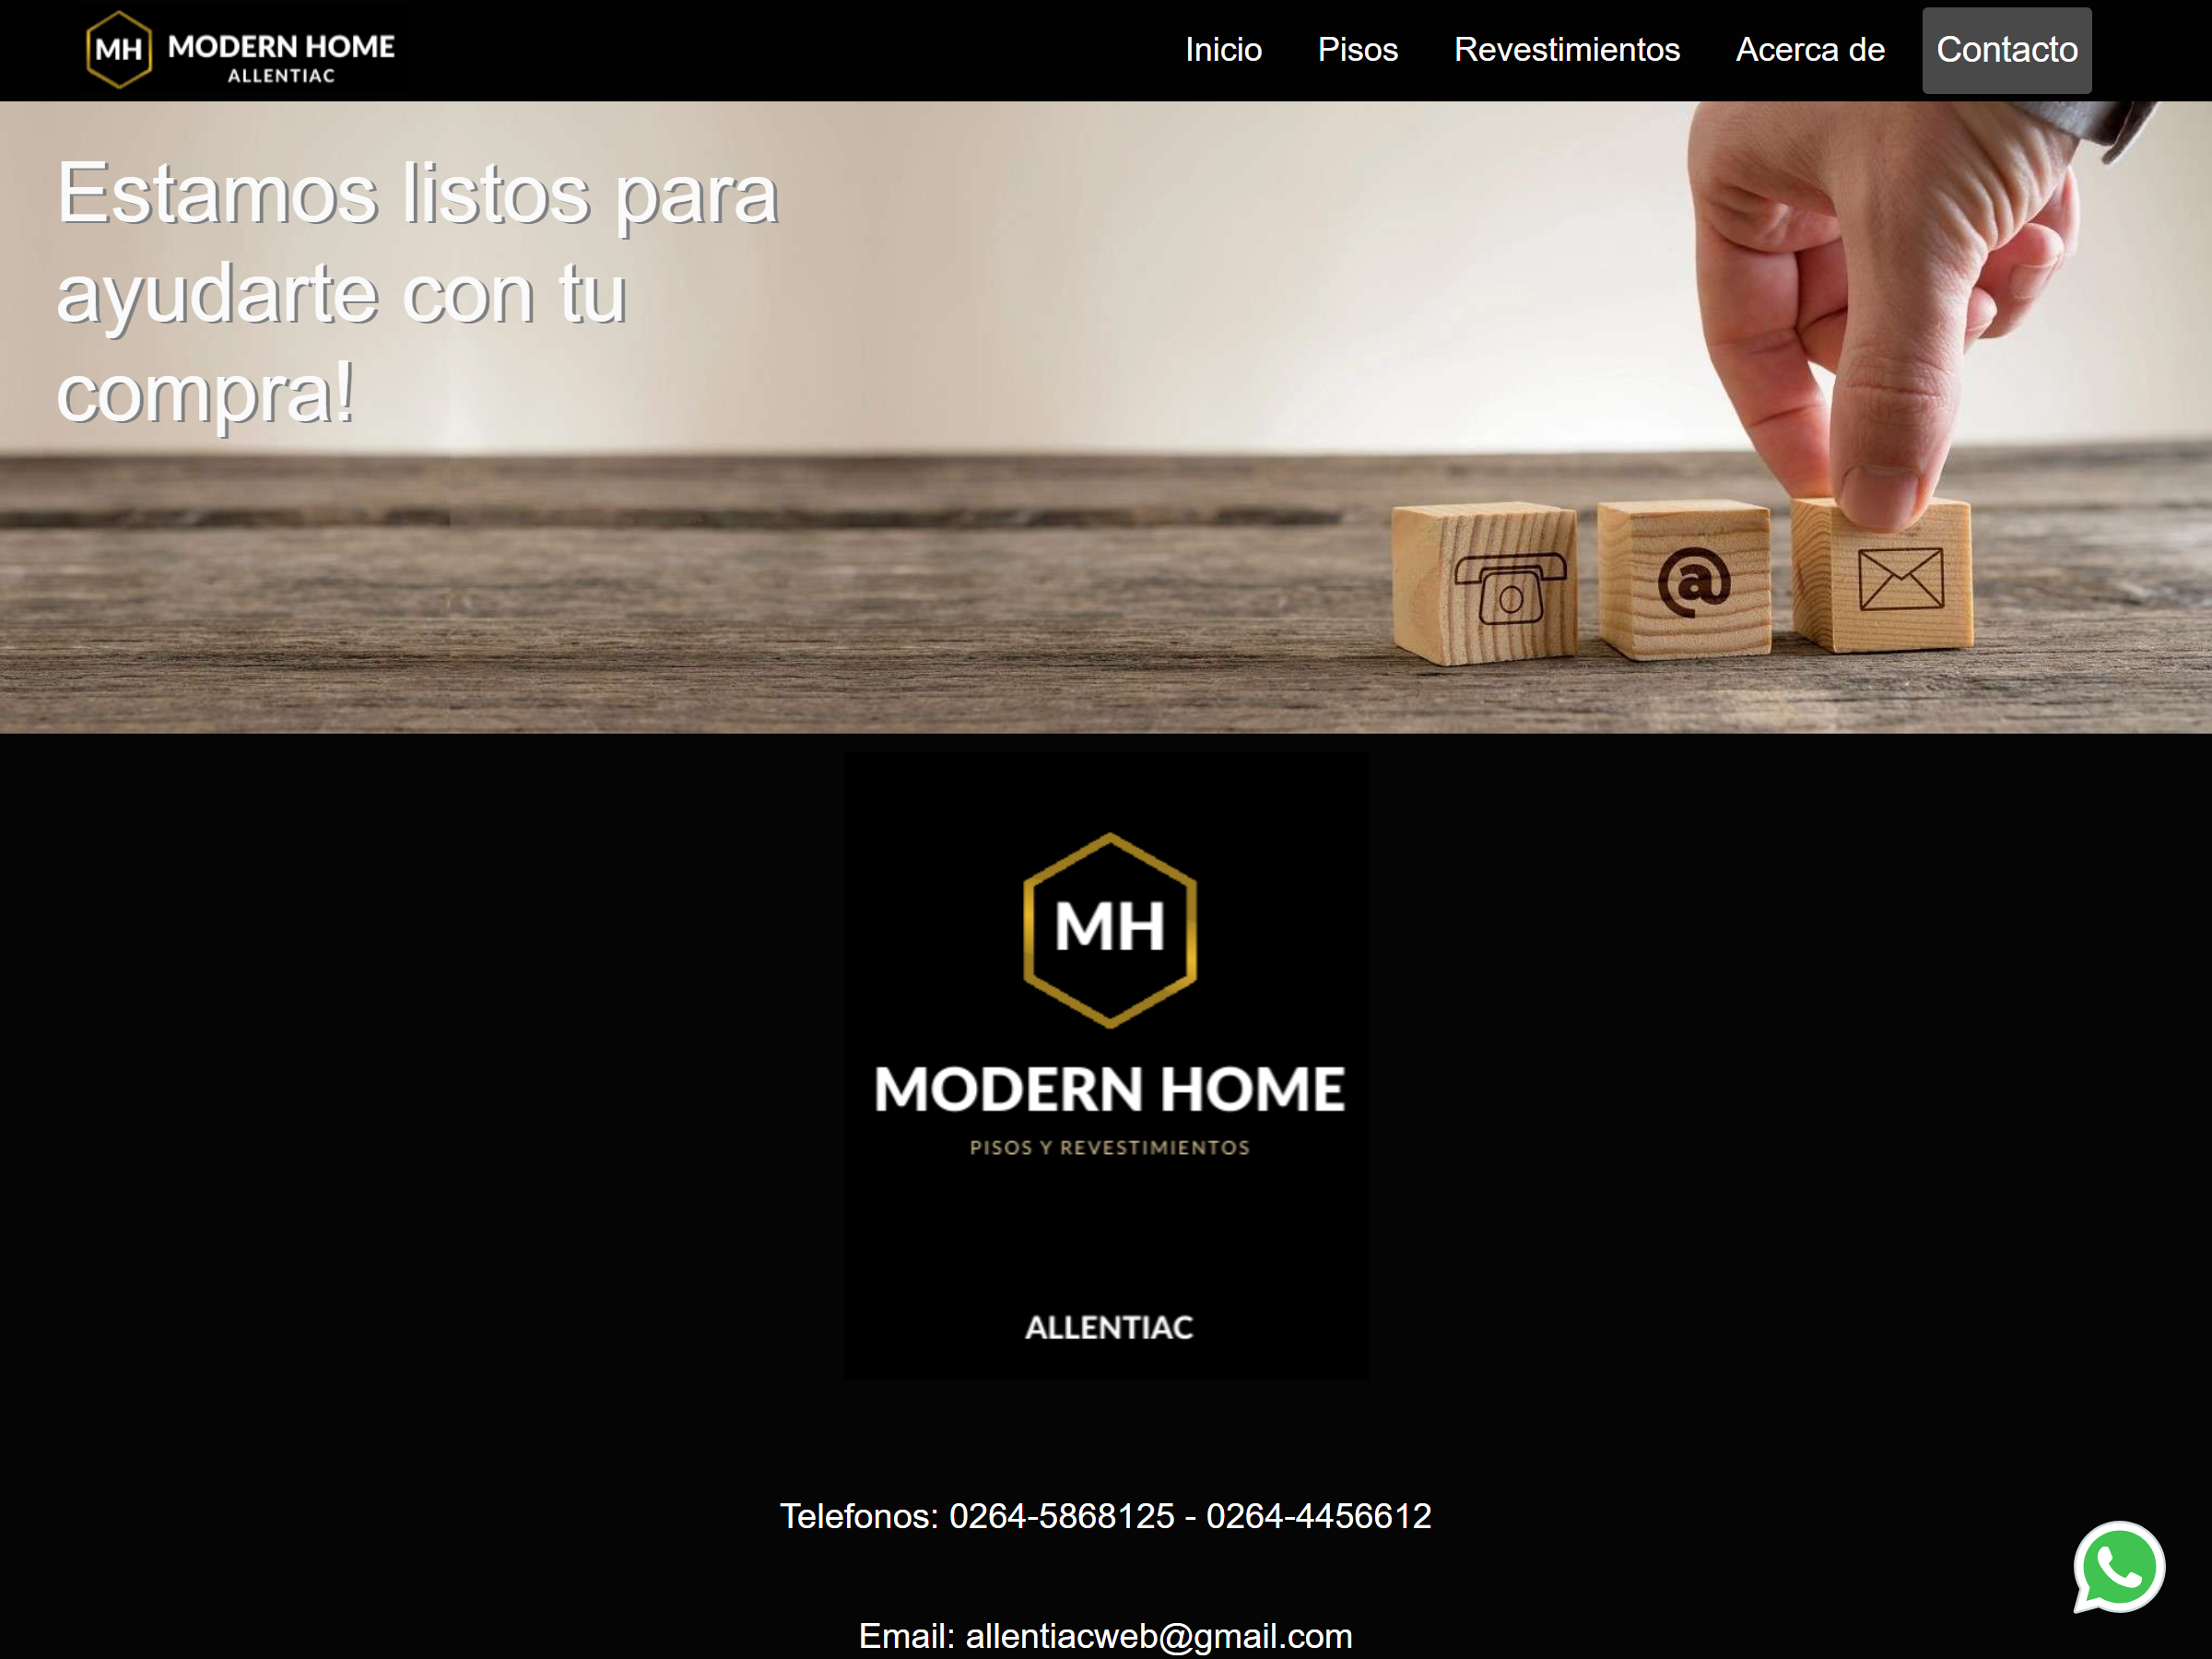 MH MODERN HOME
ALLENTIAC
Inicio Pisos Revestimientos Acerca de Contacto
Estamos listos para
ayudarte con tu
compra!
@
MH
MODERN HOME
PISOS Y REVESTIMIENTOS
ALLENTIAC
Telefonos: 0264-5868125 - 0264-4456612
Email: allentiacweb@gmail.com